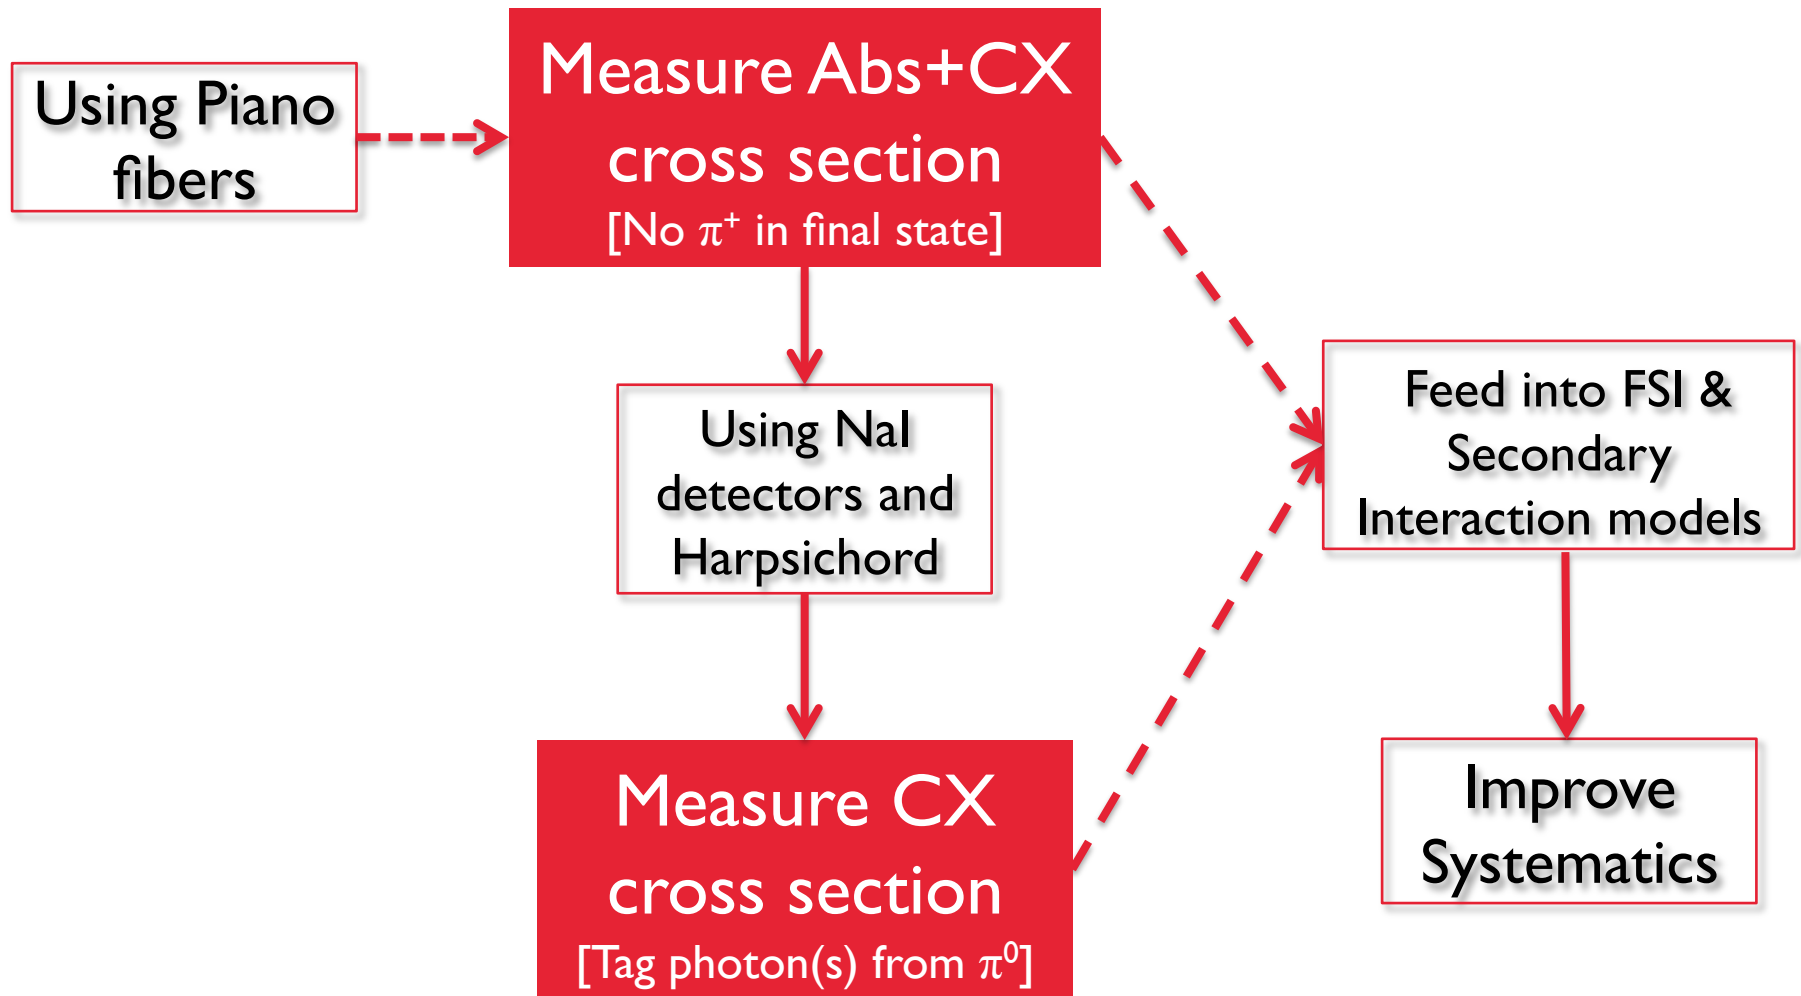 Using Piano
fibers
Measure Abs+CX
cross section
[No π⁺ in final state]
Using NaI
detectors and
Harpsichord
Measure CX
cross section
[Tag photon(s) from π⁰]
Feed into FSI &
Secondary
Interaction models
Improve
Systematics